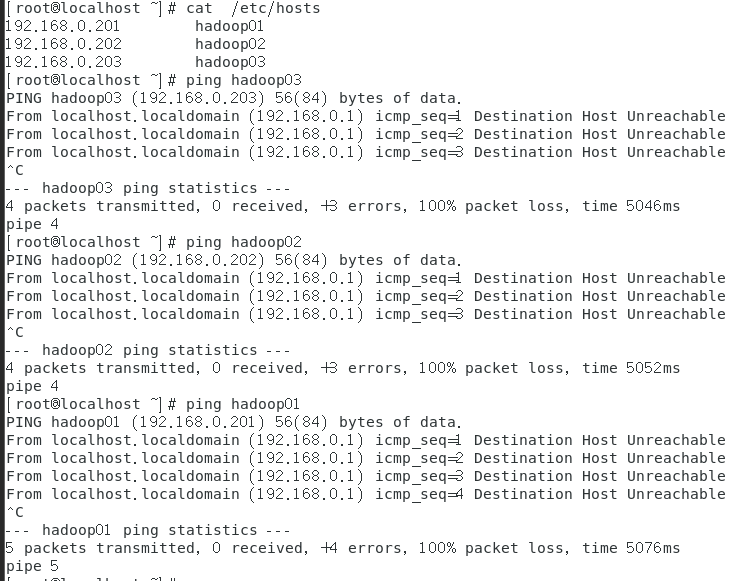 [root@localhost ~]# cat  /etc/hosts
192.168.0.201        hadoop01
192.168.0.202        hadoop02
192.168.0.203        hadoop03
[root@localhost ~]# ping hadoop03
PING hadoop03 (192.168.0.203) 56(84) bytes of data.
From localhost.localdomain (192.168.0.1) icmp_seq=1 Destination Host Unreachable
From localhost.localdomain (192.168.0.1) icmp_seq=2 Destination Host Unreachable
From localhost.localdomain (192.168.0.1) icmp_seq=3 Destination Host Unreachable
^C
--- hadoop03 ping statistics ---
4 packets transmitted, 0 received, +3 errors, 100% packet loss, time 5046ms
pipe 4
[root@localhost ~]# ping hadoop02
PING hadoop02 (192.168.0.202) 56(84) bytes of data.
From localhost.localdomain (192.168.0.1) icmp_seq=1 Destination Host Unreachable
From localhost.localdomain (192.168.0.1) icmp_seq=2 Destination Host Unreachable
From localhost.localdomain (192.168.0.1) icmp_seq=3 Destination Host Unreachable
^C
--- hadoop02 ping statistics ---
4 packets transmitted, 0 received, +3 errors, 100% packet loss, time 5052ms
pipe 4
[root@localhost ~]# ping hadoop01
PING hadoop01 (192.168.0.201) 56(84) bytes of data.
From localhost.localdomain (192.168.0.1) icmp_seq=1 Destination Host Unreachable
From localhost.localdomain (192.168.0.1) icmp_seq=2 Destination Host Unreachable
From localhost.localdomain (192.168.0.1) icmp_seq=3 Destination Host Unreachable
From localhost.localdomain (192.168.0.1) icmp_seq=4 Destination Host Unreachable
^C
--- hadoop01 ping statistics ---
5 packets transmitted, 0 received, +4 errors, 100% packet loss, time 5076ms
pipe 5